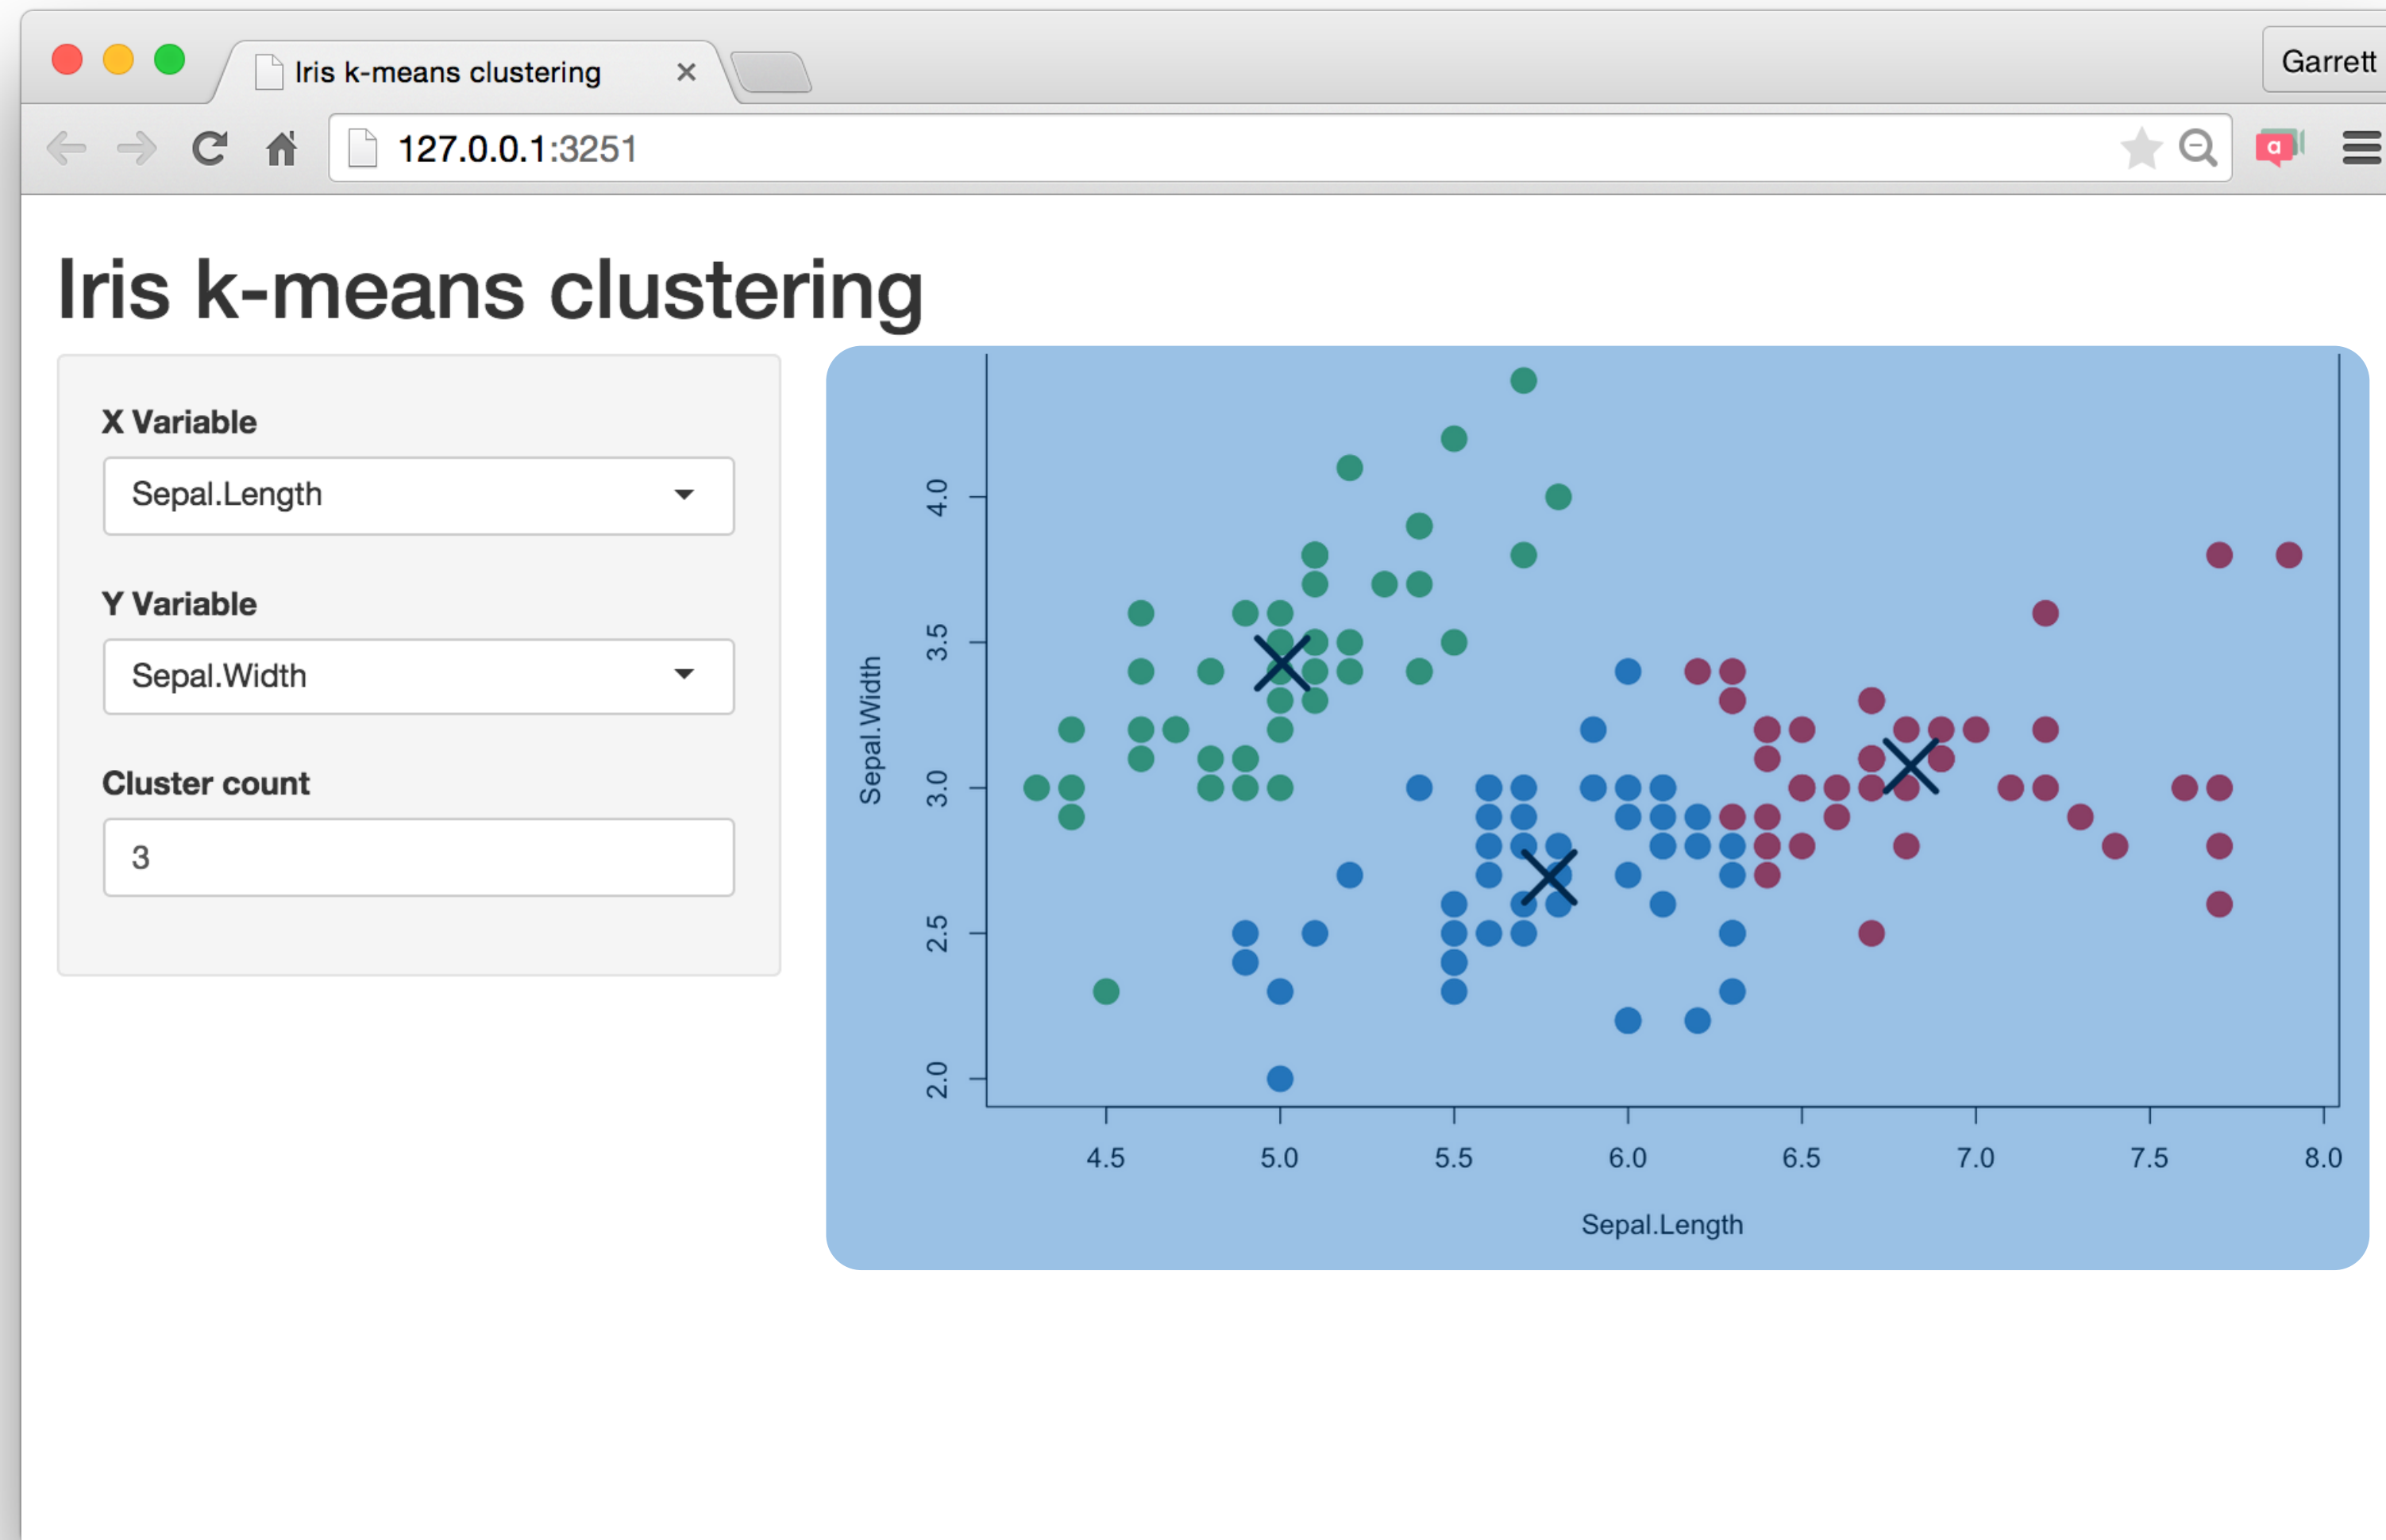 Iris k-means clustering
Garrett
127.0.0.1:3251
a
Iris k-means clustering
X Variable
Sepal.Length
Y Variable
Sepal.Width
Cluster count
3
Sepal.Width
4.0
3.5
3.0
2.5
2.0
4.5 5.0 5.5 6.0 6.5 7.0 7.5 8.0
Sepal.Length